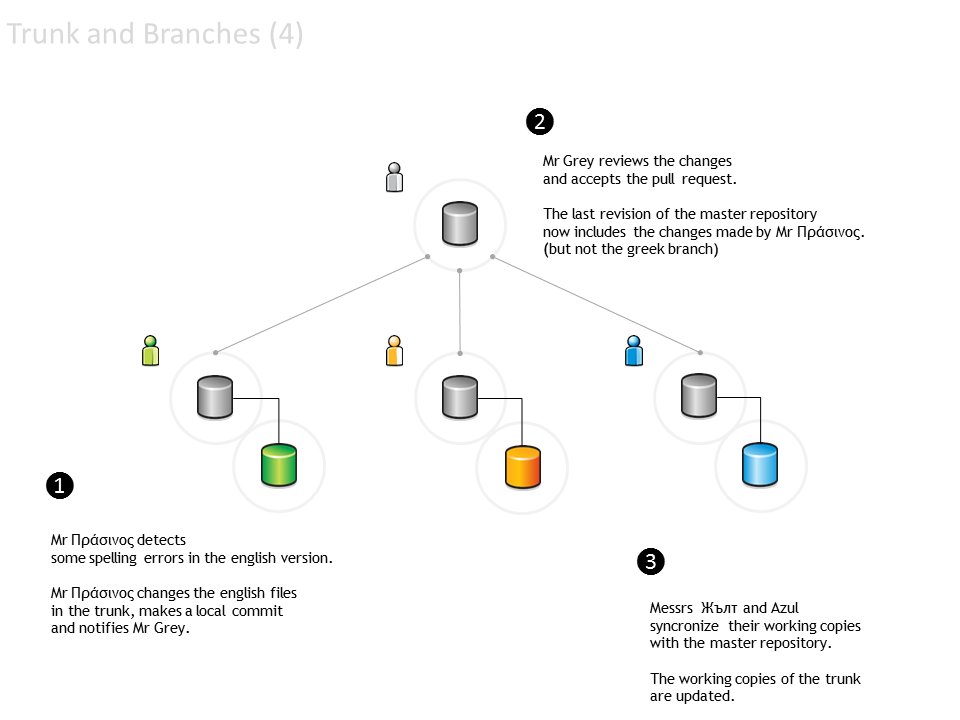 Trunk and Branches (4)
2
Mr Grey reviews the changes
and accepts the pull request.
The last revision of the master repository
now includes the changes made by Mr Πράσινος.
(but not the greek branch)
1
Mr Πράσινος detects
some spelling errors in the english version.
Mr Πράσινος changes the english files
in the trunk, makes a local commit
and notifies Mr Grey.
3
Messrs Жълт and Azul
syncronize their working copies
with the master repository.
The working copies of the trunk
are updated.